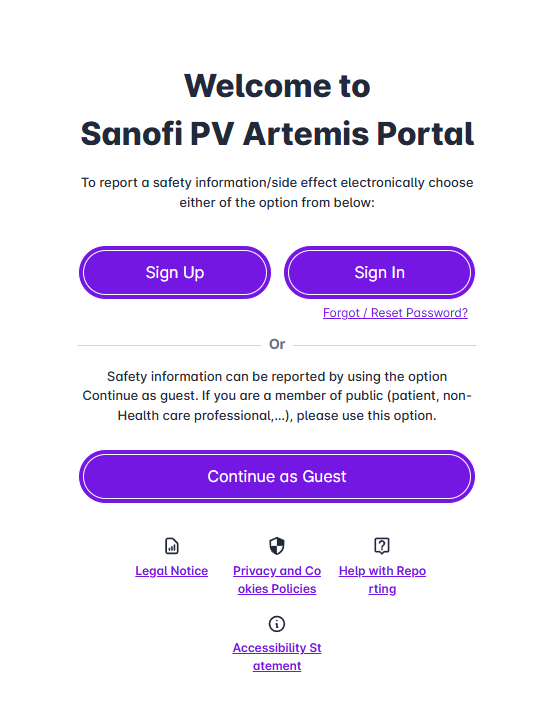 Welcome to
Sanofi PV Artemis Portal
To report a safety information/side effect electronically choose
either of the option from below:
Sign Up
Sign In
Forgot / Reset Password?
Or
Safety information can be reported by using the option
Continue as guest. If you are a member of public (patient, non-
Health care professional,...), please use this option.
Continue as Guest
Legal Notice
Privacy and Co
okies Policies
Help with Repo
rting
Accessibility St
atement